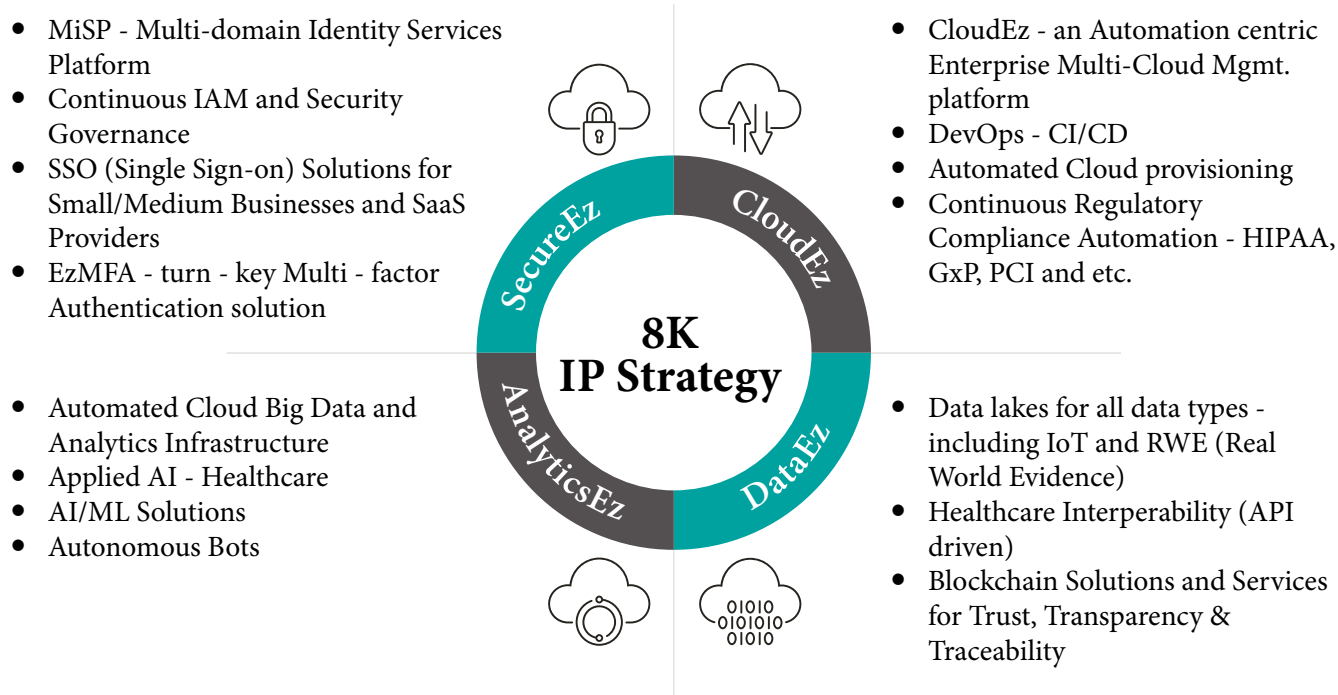 • MiSP - Multi-domain Identity Services
Platform
• Continuous IAM and Security
Governance
• SSO (Single Sign-on) Solutions for
Small/Medium Businesses and SaaS
Providers
• EzMFA - turn - key Multi - factor
Authentication solution
• CloudEz - an Automation centric
Enterprise Multi-Cloud Mgmt.
platform
• DevOps - CI/CD
• Automated Cloud provisioning
• Continuous Regulatory
Compliance Automation - HIPAA,
GxP, PCI and etc.
SecureEz
CloudEz
8K
IP Strategy
AnalyticsEz
DataEz
• Automated Cloud Big Data and
Analytics Infrastructure
• Applied AI - Healthcare
• AI/ML Solutions
• Autonomous Bots
• Data lakes for all data types -
including IoT and RWE (Real
World Evidence)
• Healthcare Interperability (API
driven)
• Blockchain Solutions and Services
for Trust, Transparency &
Traceability
01010
0101010
01010